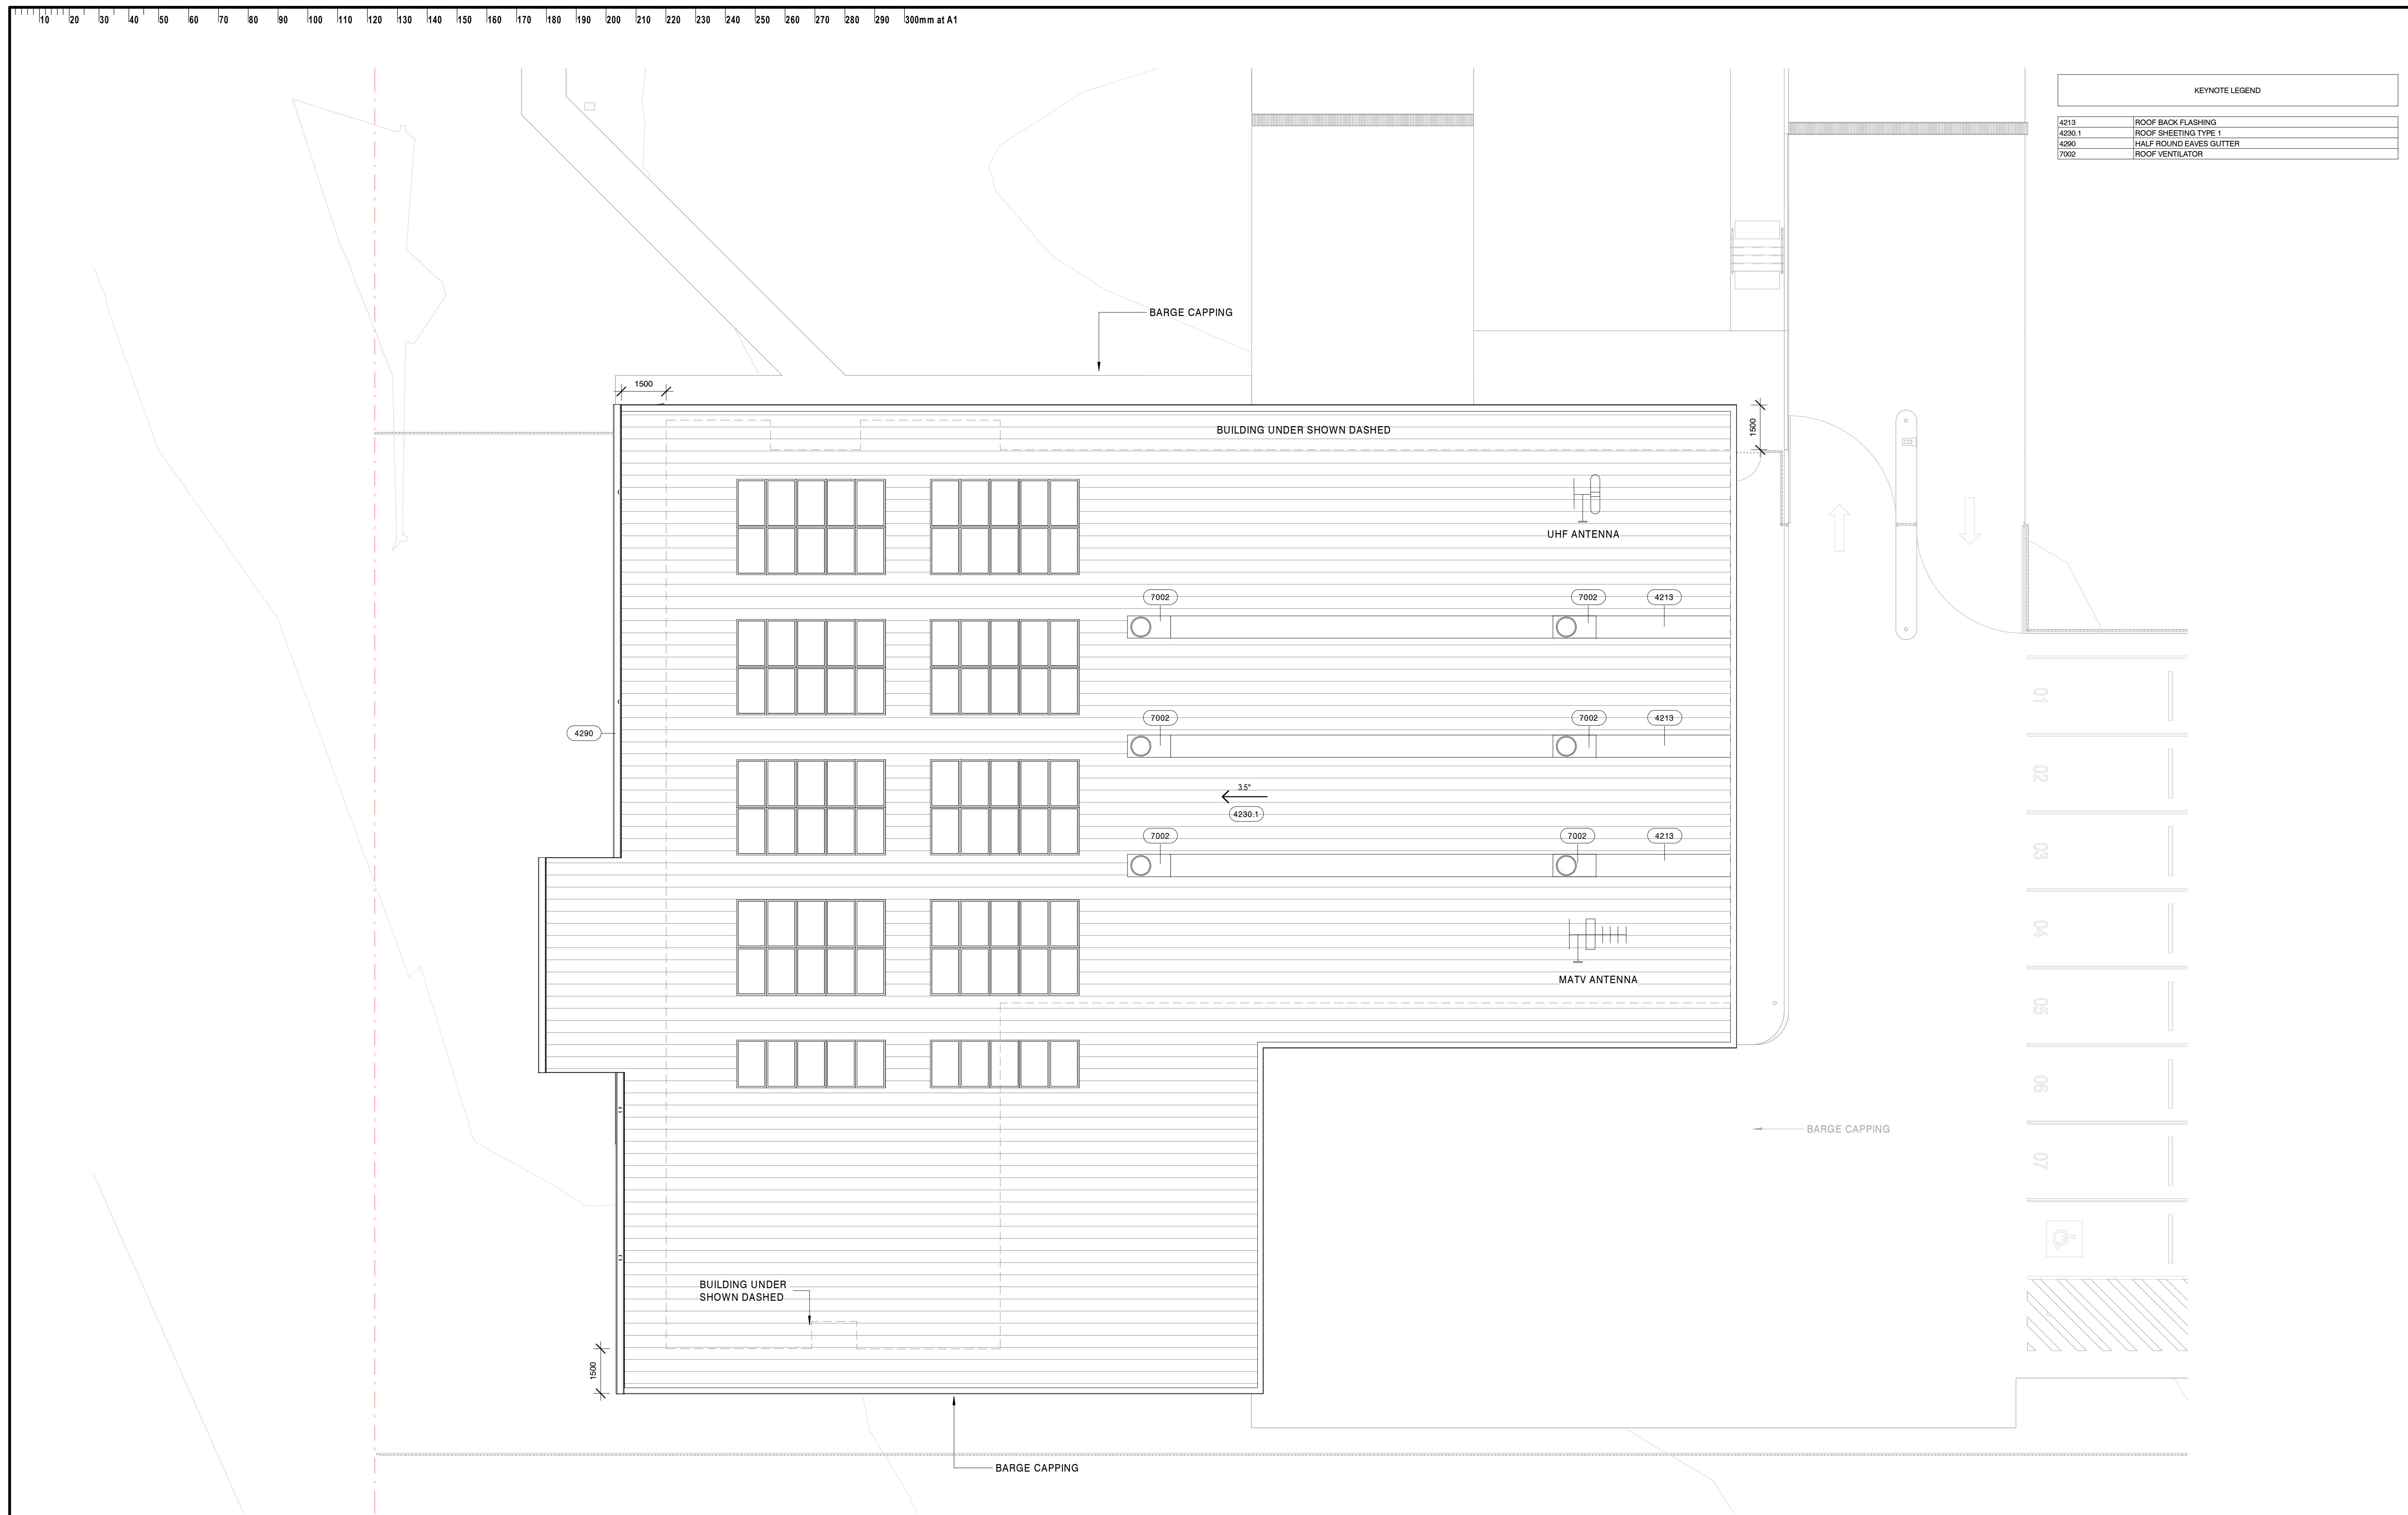 10 20 30 40 50 60 70 80 90 100 110 120 130 140 150 160 170 180 190 200 210 220 230 240 250 260 270 280 290 300mm at A1
KEYNOTE LEGEND
4213 ROOF BACK FLASHING
4230.1 ROOF SHEETING TYPE 1
4290 HALF ROUND EAVES GUTTER
7002 ROOF VENTILATOR
BARGE CAPPING
1500
1500
BUILDING UNDER SHOWN DASHED
UHF ANTENNA
7002
7002
4213
01
7002
7002
4213
4290
02
3.5°
4230.1
7002
7002
4213
03
04
MATV ANTENNA
05
06
BARGE CAPPING
07
BUILDING UNDER
SHOWN DASHED
1500
BARGE CAPPING